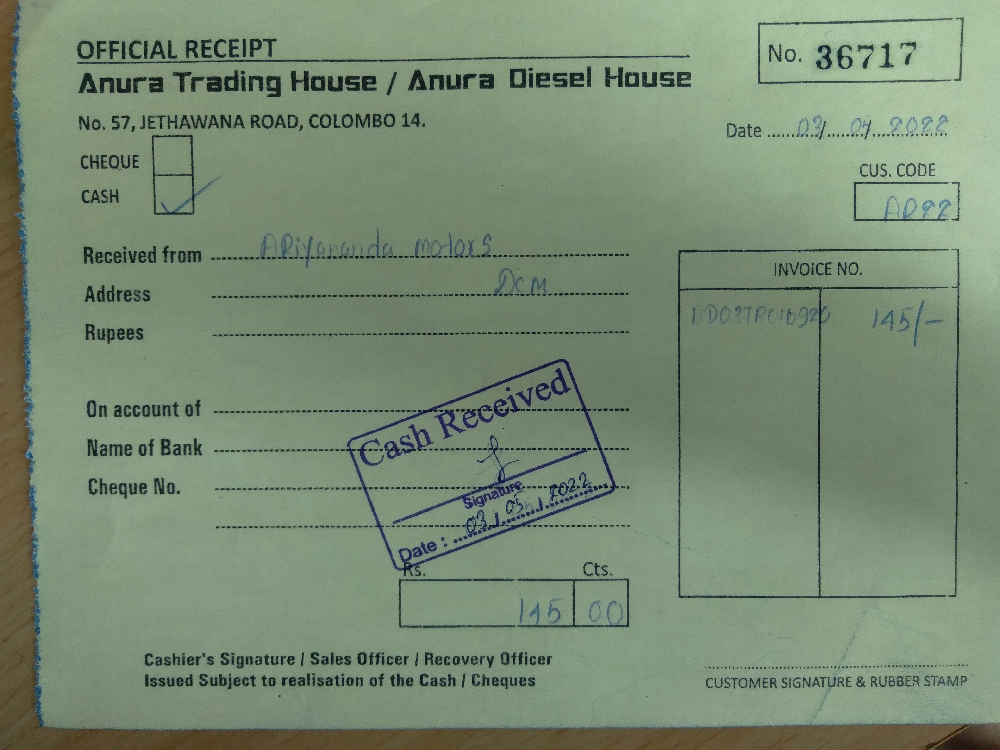 OFFICIAL RECEIPT
No. 36717
Anura Trading House / Anura Diesel House
No. 57, JETHAWANA ROAD, COLOMBO 14.
Date 03/ 04/ 2022
CHEQUE
CUS. CODE
CASH
AD22
Received from ARiyananda motors
INVOICE NO.
Address DCM
145/-
Rupees
On account of
Cash Received
Name of Bank
Cheque No.
Signature
Date : 03/05/2022
Rs. Cts.
145 00
Cashier's Signature / Sales Officer / Recovery Officer
Issued Subject to realisation of the Cash / Cheques
CUSTOMER SIGNATURE & RUBBER STAMP